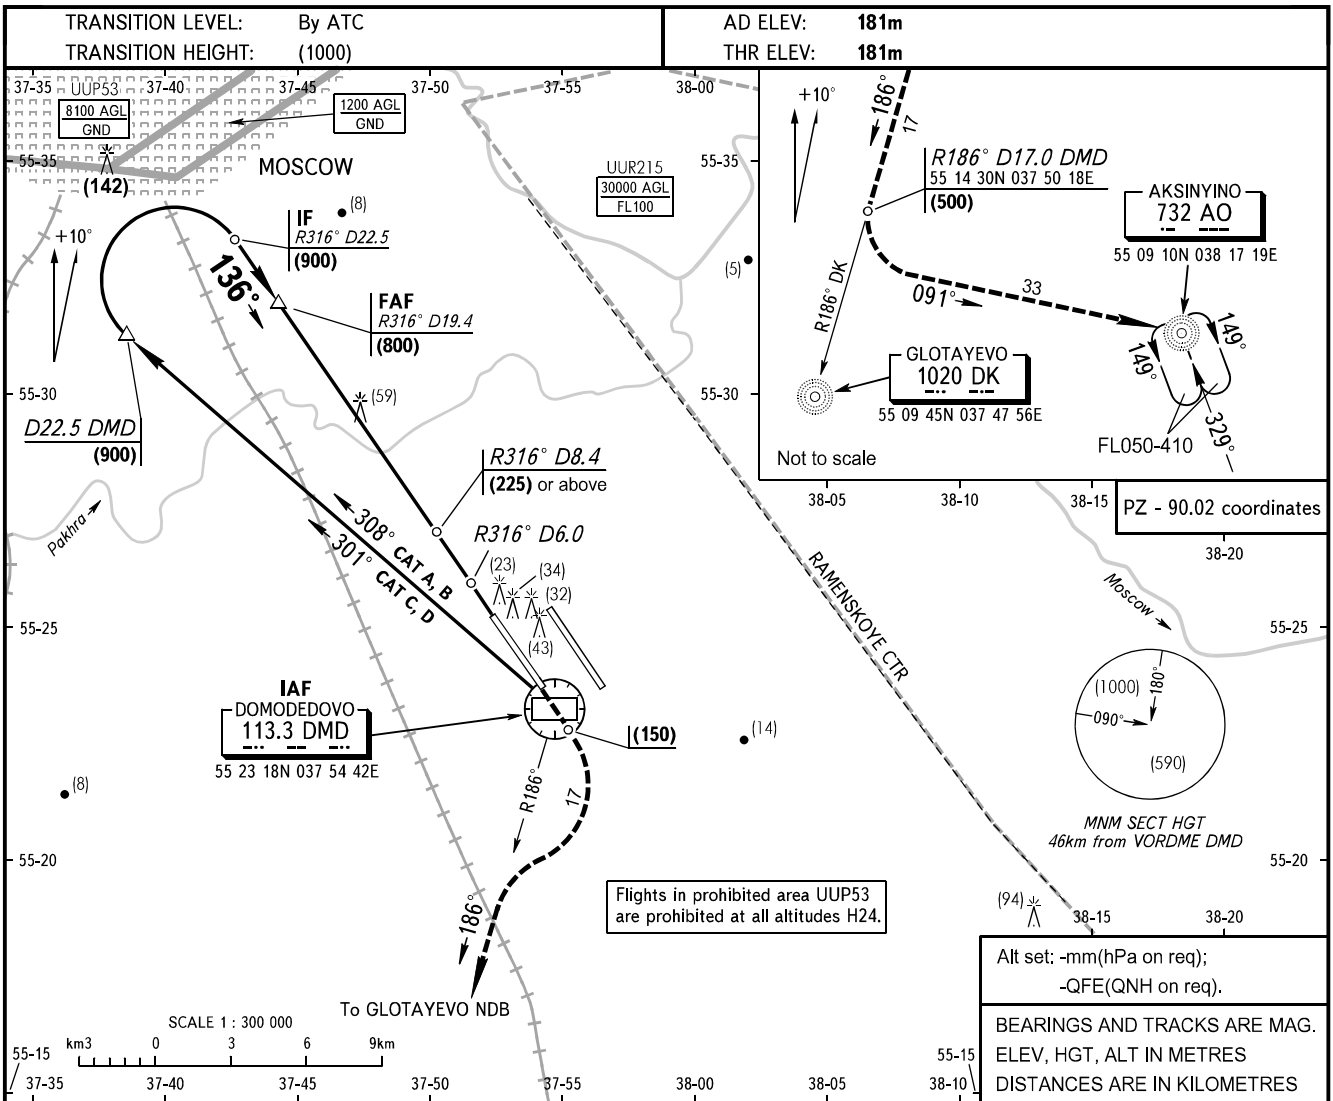 TRANSITION LEVEL: By ATC
TRANSITION HEIGHT: (1000)
AD ELEV: 181m
THR ELEV: 181m
37-35 37-40 37-45 37-50 37-55 38-00
UUP53
8100 AGL
GND
1200 AGL
GND
55-35
(142)
MOSCOW
(8)
UUR215
30000 AGL
FL100
55-35
+10°
IF
R316° D22.5
(900)
136°
FAF
R316° D19.4
(800)
(5)
(59)
55-30
55-30
D22.5 DMD
(900)
R316° D8.4
(225) or above
Pakhra
308° CAT A, B
301° CAT C, D
R316° D6.0
(23)
(34)
(32)
(43)
55-25
RAMENSKOYE CTR
IAF
DOMODEDOVO
113.3 DMD
55 23 18N 037 54 42E
(150)
(14)
(8)
R186°
17
55-20
186°
To GLOTAYEVO NDB
Flights in prohibited area UUP53
are prohibited at all altitudes H24.
SCALE 1 : 300 000
km3 0 3 6 9km
55-15
37-35 37-40 37-45 37-50 37-55 38-00 38-05 38-10
+10°
186°
17
R186° D17.0 DMD
55 14 30N 037 50 18E
(500)
AKSINYINO
732 AO
55 09 10N 038 17 19E
R186° DK
091°
33
149°
149°
GLOTAYEVO
1020 DK
55 09 45N 037 47 56E
FL050-410
329°
Not to scale
38-05 38-10 38-15
PZ - 90.02 coordinates
38-20
Moscow
55-25
(1000)
180°
090°
(590)
MNM SECT HGT
46km from VORDME DMD
55-20
(94)
38-15 38-20
Alt set: -mm(hPa on req);
-QFE(QNH on req).
55-15
BEARINGS AND TRACKS ARE MAG.
ELEV, HGT, ALT IN METRES
DISTANCES ARE IN KILOMETRES